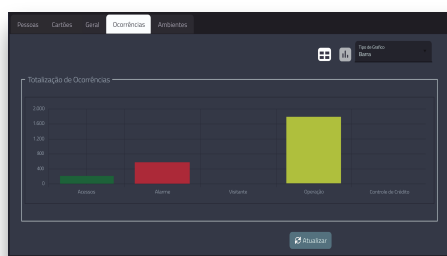 Pessoas Cartões Geral Ocorrências Ambientes
Tipo de Gráfico
Barra
Totalização de Ocorrências
2.000
1.600
1.200
800
400
0
Acessos Alarme Visitante Operação Controle de Crédito
Atualizar